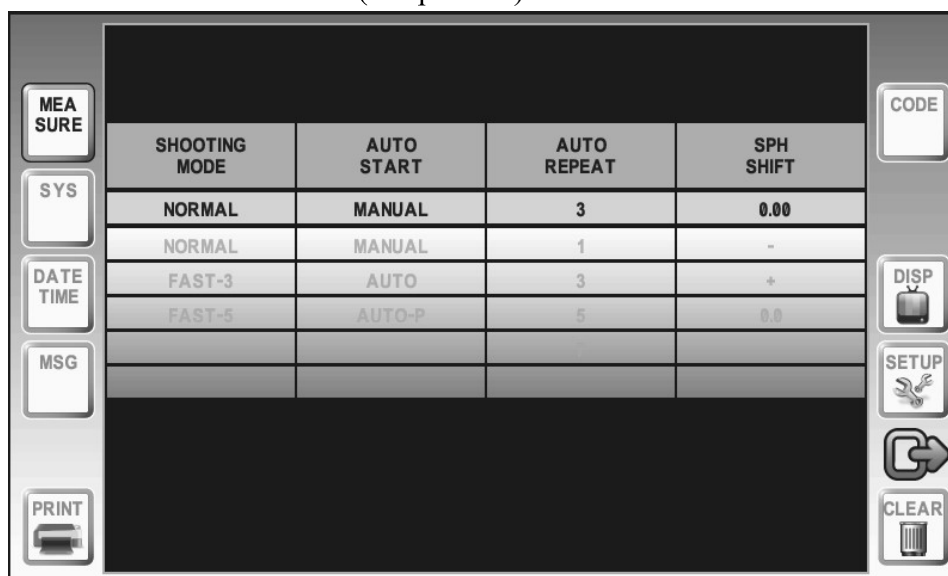 MEA
SURE
SYS
DATE
TIME
MSG
PRINT
SHOOTING MODE AUTO START AUTO REPEAT SPH SHIFT
NORMAL MANUAL 3 0.00
NORMAL MANUAL 1 -
FAST-3 AUTO 3 +
FAST-5 AUTO-P 5 0.0
CODE
DISP
SETUP
CLEAR